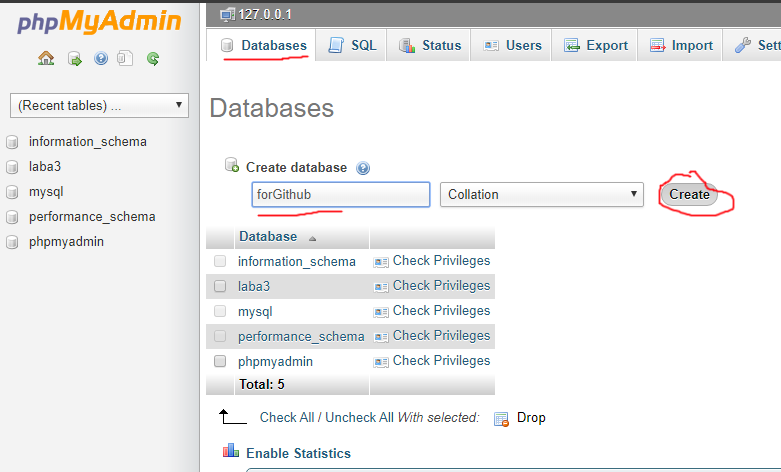 phpMyAdmin
(Recent tables) ...
information_schema
laba3
mysql
performance_schema
phpmyadmin
127.0.0.1
Databases SQL Status Users Export Import Sett
Databases
Create database
forGithub Collation Create
Database
information_schema Check Privileges
laba3 Check Privileges
mysql Check Privileges
performance_schema Check Privileges
phpmyadmin Check Privileges
Total: 5
Check All / Uncheck All With selected: Drop
Enable Statistics